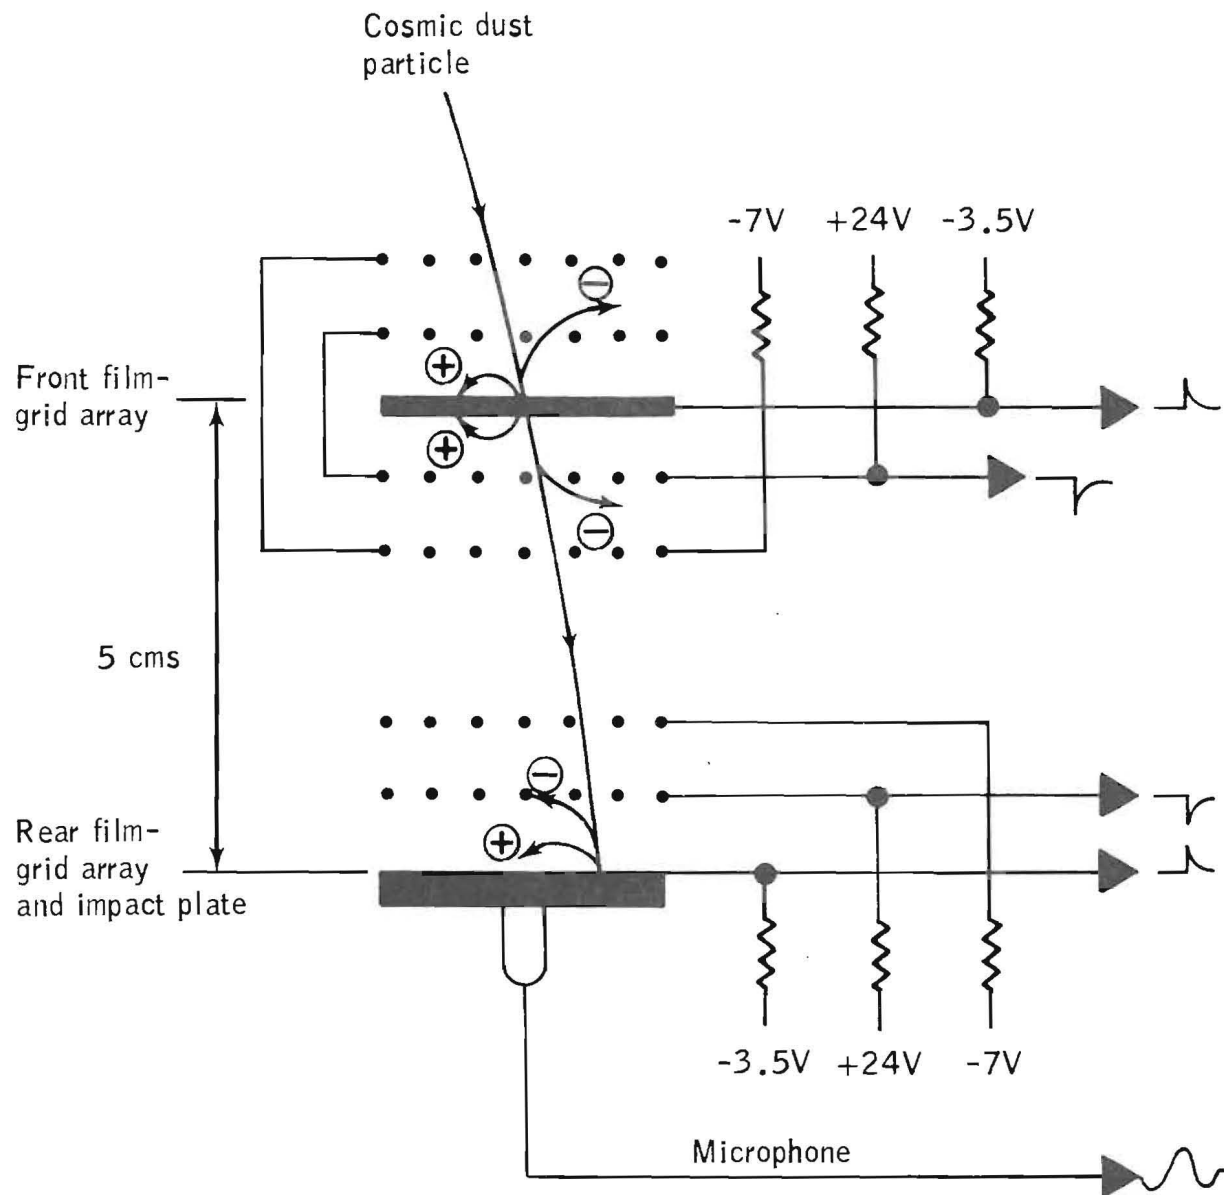 Cosmic dust
particle
-7V +24V -3.5V
Front film-
grid array
5 cms
Rear film-
grid array
and impact plate
-3.5V +24V -7V
Microphone